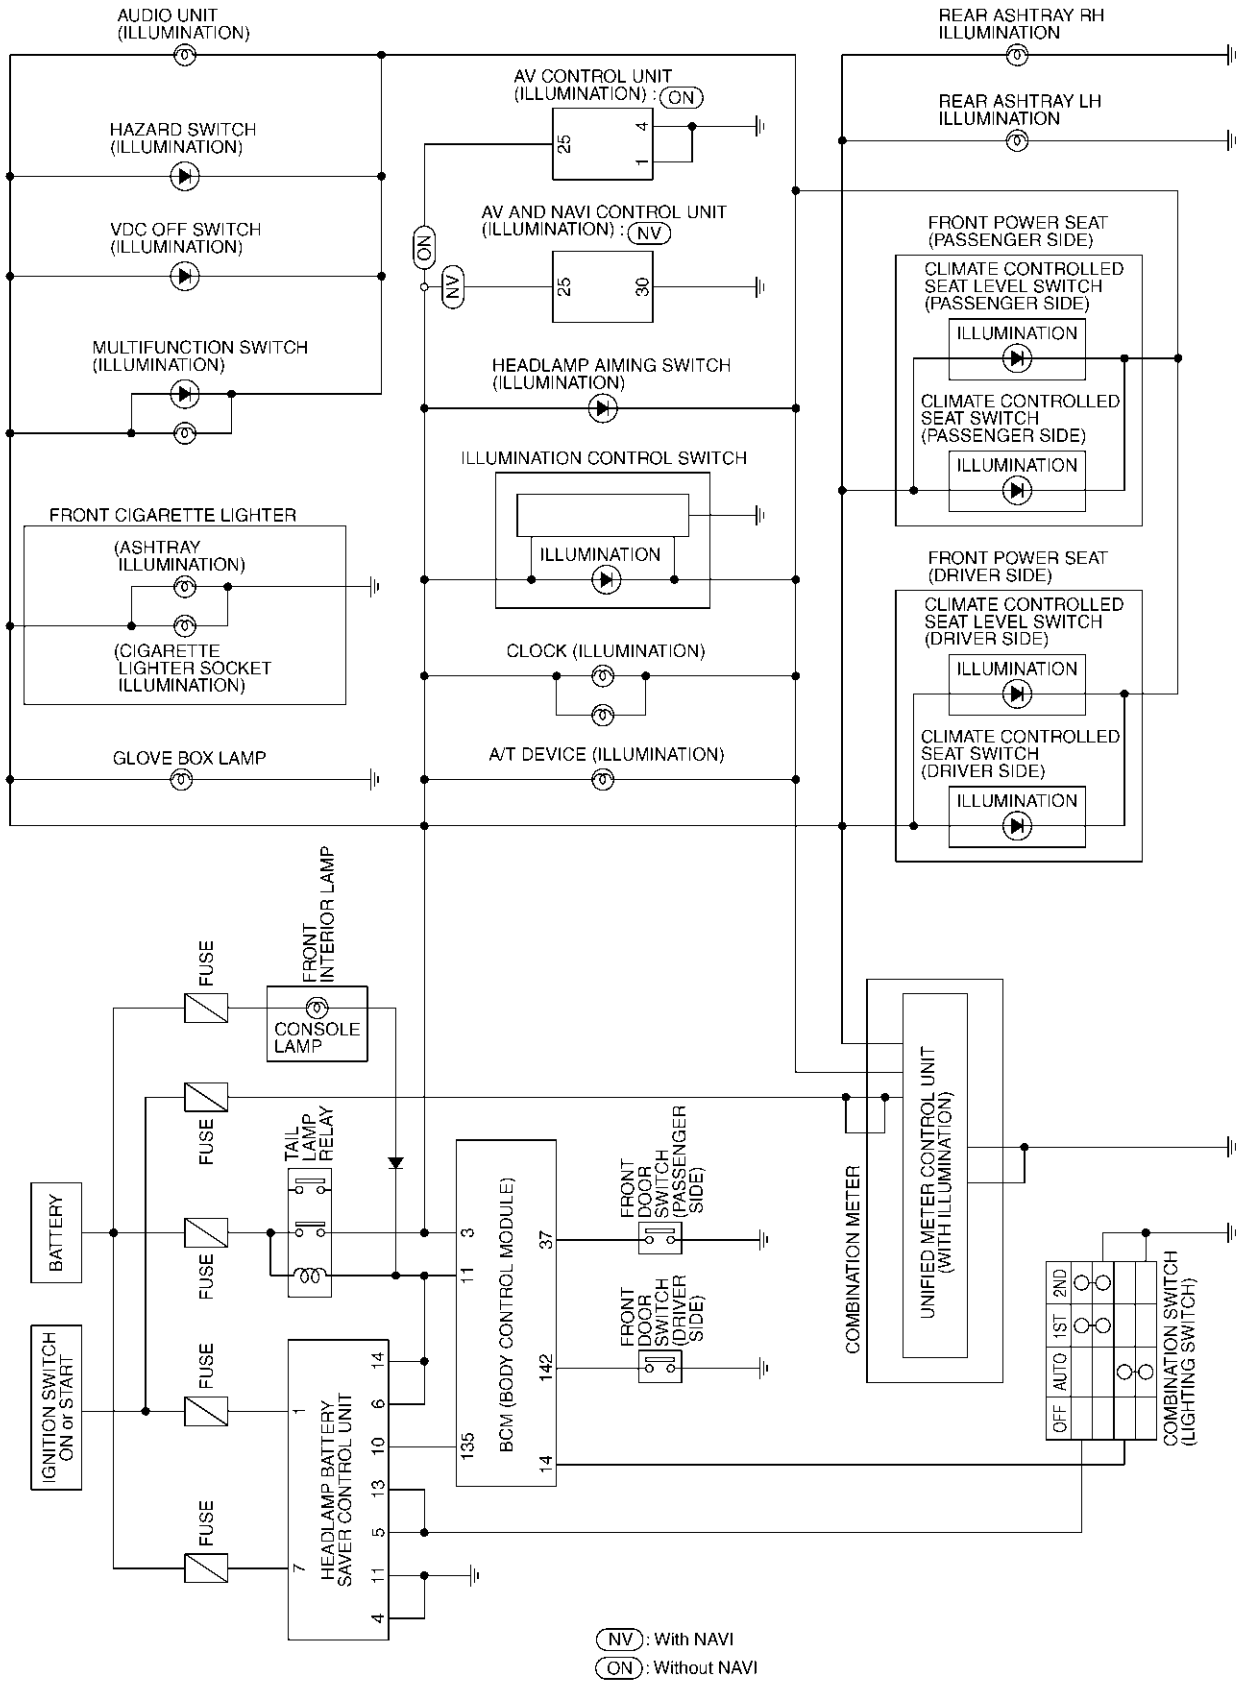 AUDIO UNIT
(ILLUMINATION)
HAZARD SWITCH
(ILLUMINATION)
VDC OFF SWITCH
(ILLUMINATION)
MULTIFUNCTION SWITCH
(ILLUMINATION)
FRONT CIGARETTE LIGHTER
(ASHTRAY
ILLUMINATION)
(CIGARETTE
LIGHTER SOCKET
ILLUMINATION)
GLOVE BOX LAMP
AV CONTROL UNIT
(ILLUMINATION) : ON
25
4
1
AV AND NAVI CONTROL UNIT
(ILLUMINATION) : NV
ON
NV
25
30
HEADLAMP AIMING SWITCH
(ILLUMINATION)
ILLUMINATION CONTROL SWITCH
ILLUMINATION
CLOCK (ILLUMINATION)
A/T DEVICE (ILLUMINATION)
REAR ASHTRAY RH
ILLUMINATION
REAR ASHTRAY LH
ILLUMINATION
FRONT POWER SEAT
(PASSENGER SIDE)
CLIMATE CONTROLLED
SEAT LEVEL SWITCH
(PASSENGER SIDE)
ILLUMINATION
CLIMATE CONTROLLED
SEAT SWITCH
(PASSENGER SIDE)
ILLUMINATION
FRONT POWER SEAT
(DRIVER SIDE)
CLIMATE CONTROLLED
SEAT LEVEL SWITCH
(DRIVER SIDE)
ILLUMINATION
CLIMATE CONTROLLED
SEAT SWITCH
(DRIVER SIDE)
ILLUMINATION
FUSE
FRONT
INTERIOR LAMP
CONSOLE
LAMP
FUSE
TAIL
LAMP
RELAY
BATTERY
FUSE
IGNITION SWITCH
ON or START
FUSE
FUSE
HEADLAMP BATTERY
SAVER CONTROL UNIT
1
7
14
6
10
13
5
11
4
BCM (BODY CONTROL MODULE)
3
11
135
37
142
14
FRONT
DOOR
SWITCH
(PASSENGER
SIDE)
FRONT
DOOR
SWITCH
(DRIVER
SIDE)
COMBINATION METER
UNIFIED METER CONTROL UNIT
(WITH ILLUMINATION)
OFF
AUTO
1ST
2ND
COMBINATION SWITCH
(LIGHTING SWITCH)
NV : With NAVI
ON : Without NAVI